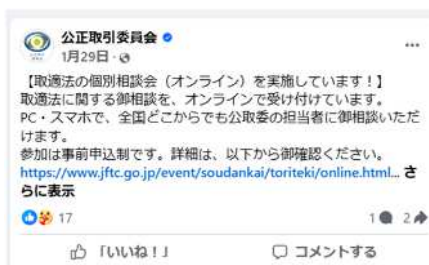 公正取引委員会
1月29日・
【取適法の個別相談会（オンライン）を実施しています！】
取適法に関する御相談を、オンラインで受け付けています。
PC・スマホで、全国どこからでも公取委の担当者に御相談いただ
けます。
参加は事前申込制です。詳細は、以下から御確認ください。
https://www.jftc.go.jp/event/soudankai/toriteki/online.html... さ
らに表示
17 1 2
「いいね！」 コメントする